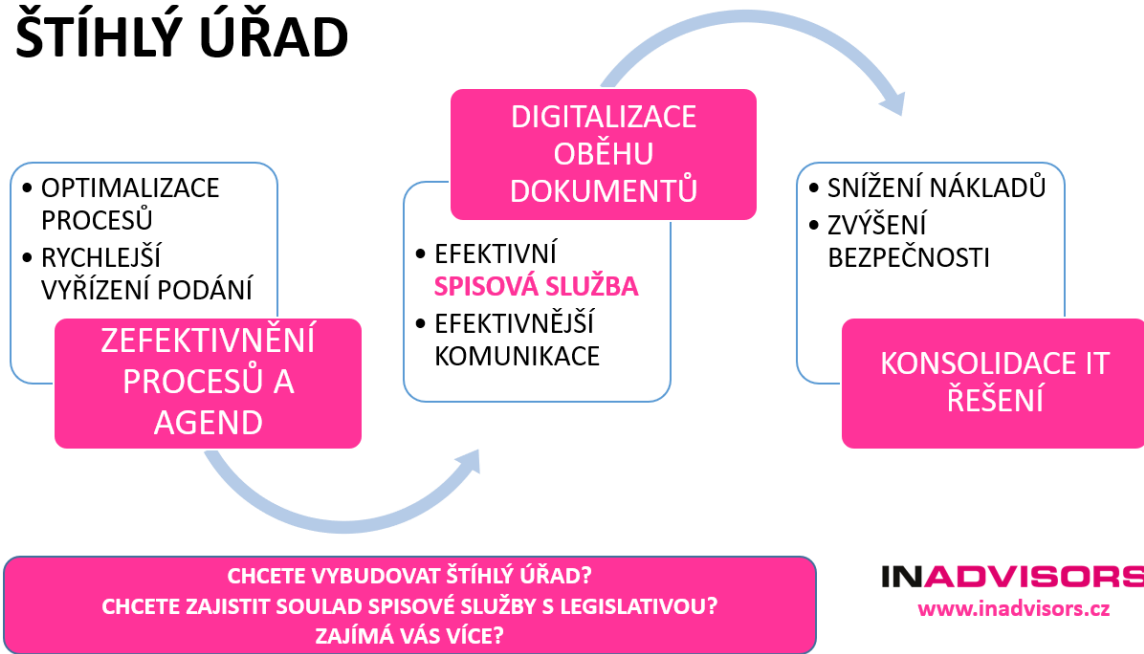 ŠTÍHLÝ ÚŘAD
• OPTIMALIZACE
PROCESŮ
• RYCHLEJŠÍ
VYŘÍZENÍ PODÁNÍ
ZEFEKTIVNĚNÍ
PROCESŮ A
AGEND
DIGITALIZACE
OBĚHU
DOKUMENTŮ
• EFEKTIVNÍ
SPISOVÁ SLUŽBA
• EFEKTIVNĚJŠÍ
KOMUNIKACE
• SNÍŽENÍ NÁKLADŮ
• ZVÝŠENÍ
BEZPEČNOSTI
KONSOLIDACE IT
ŘEŠENÍ
CHCETE VYBUDOVAT ŠTÍHLÝ ÚŘAD?
CHCETE ZAJISTIT SOULAD SPISOVÉ SLUŽBY S LEGISLATIVOU?
ZAJÍMÁ VÁS VÍCE?
INADVISORS
www.inadvisors.cz